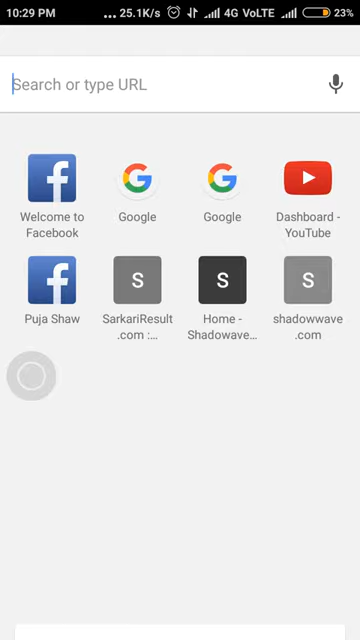 10:29 PM ... 25.1K/s 4G VoLTE 23%
Search or type URL
Welcome to
Facebook
Google
Google
Dashboard -
YouTube
Puja Shaw
S
SarkariResult
.com :...
S
Home -
Shadowave...
S
shadowwave
.com